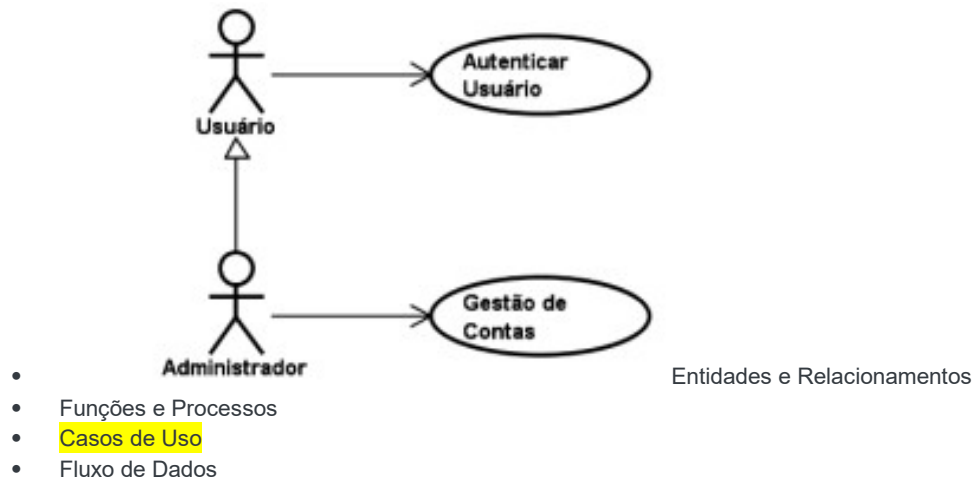 Autenticar
Usuário
Usuário
Gestão de
Contas
Administrador
Entidades e Relacionamentos
Funções e Processos
Casos de Uso
Fluxo de Dados